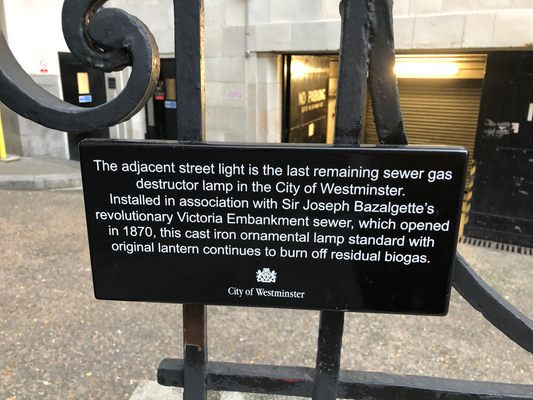 NO PARKING
The adjacent street light is the last remaining sewer gas
destructor lamp in the City of Westminster.
Installed in association with Sir Joseph Bazalgette's
revolutionary Victoria Embankment sewer, which opened
in 1870, this cast iron ornamental lamp standard with
original lantern continues to burn off residual biogas.
City of Westminster